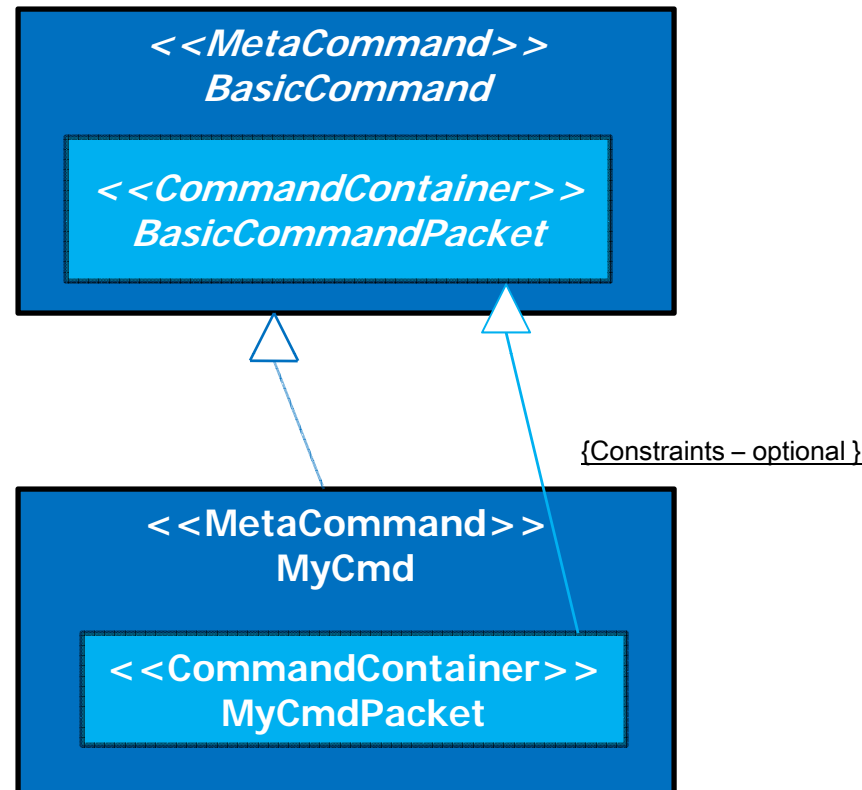 <<MetaCommand>>
BasicCommand
<<CommandContainer>>
BasicCommandPacket
{Constraints – optional }
<<MetaCommand>>
MyCmd
<<CommandContainer>>
MyCmdPacket